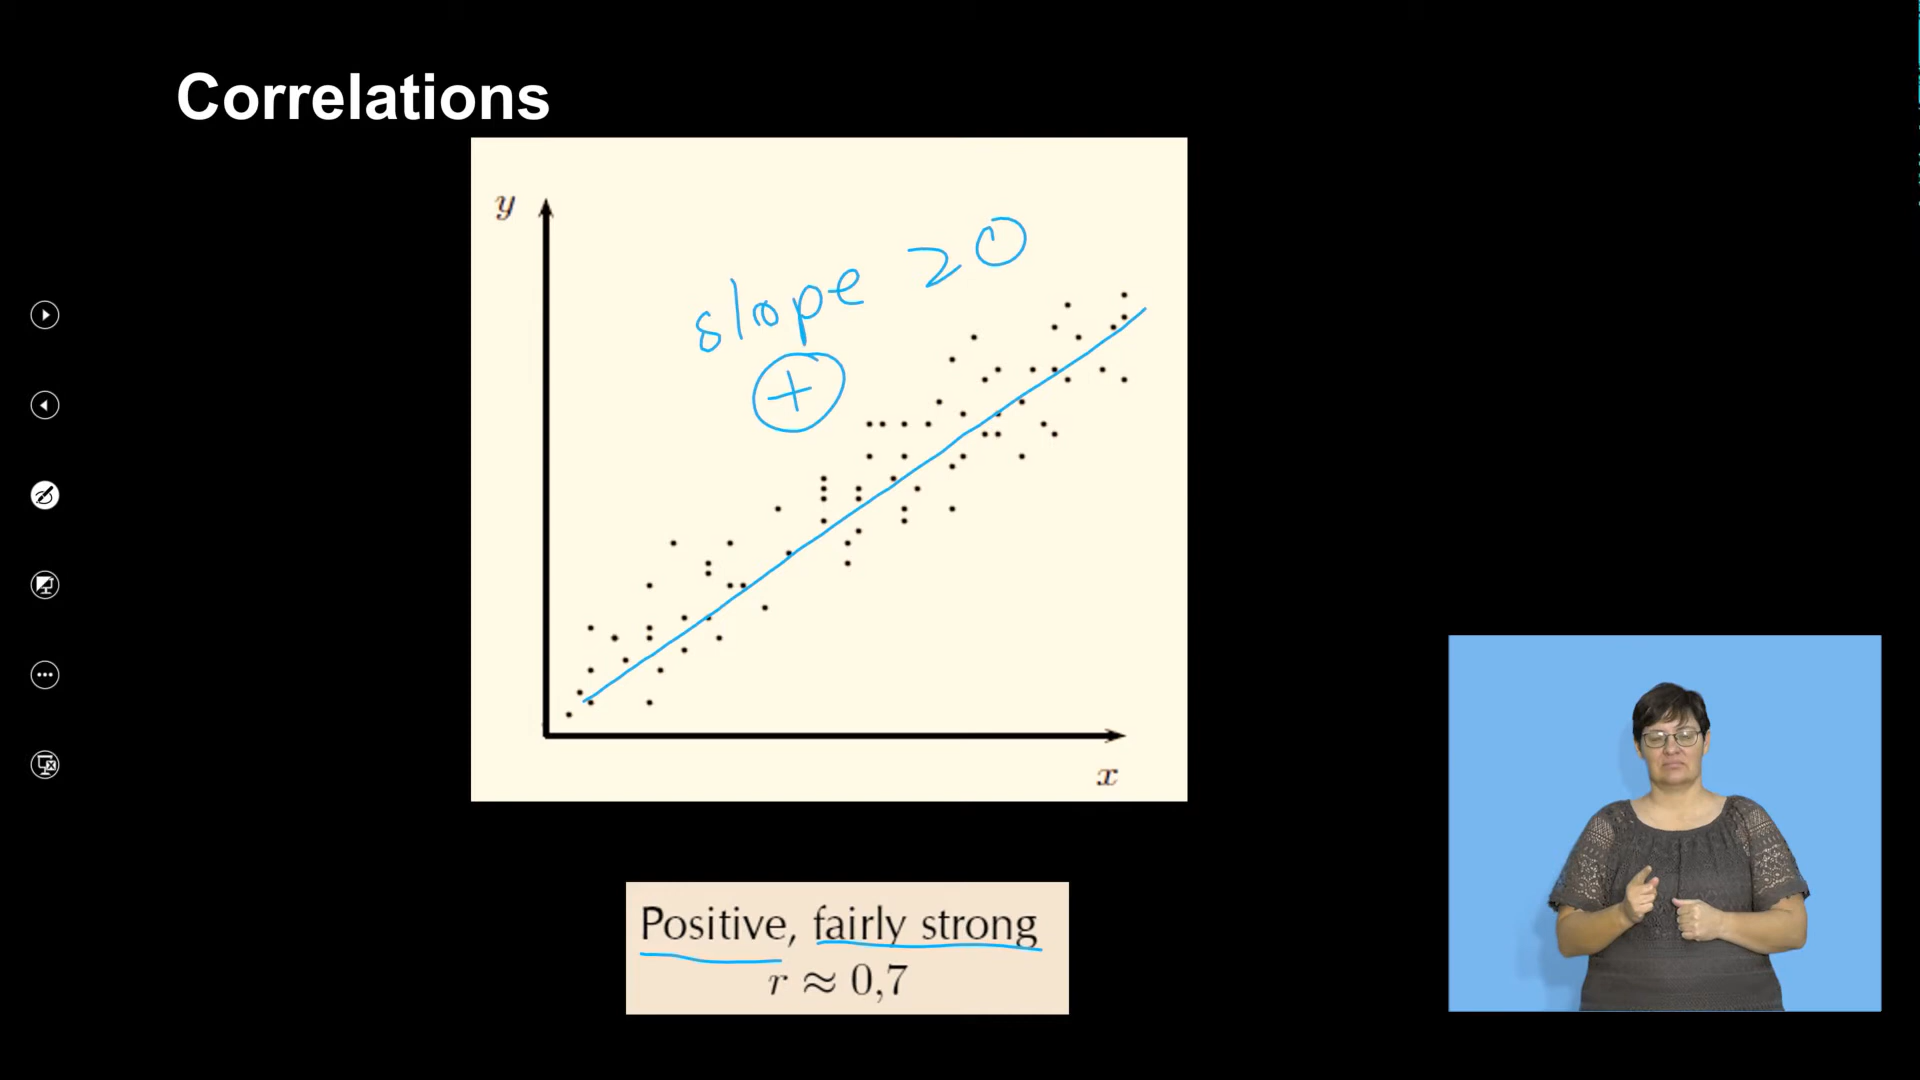 Correlations
y
slope > 0
+
x
Positive, fairly strong
r ≈ 0,7